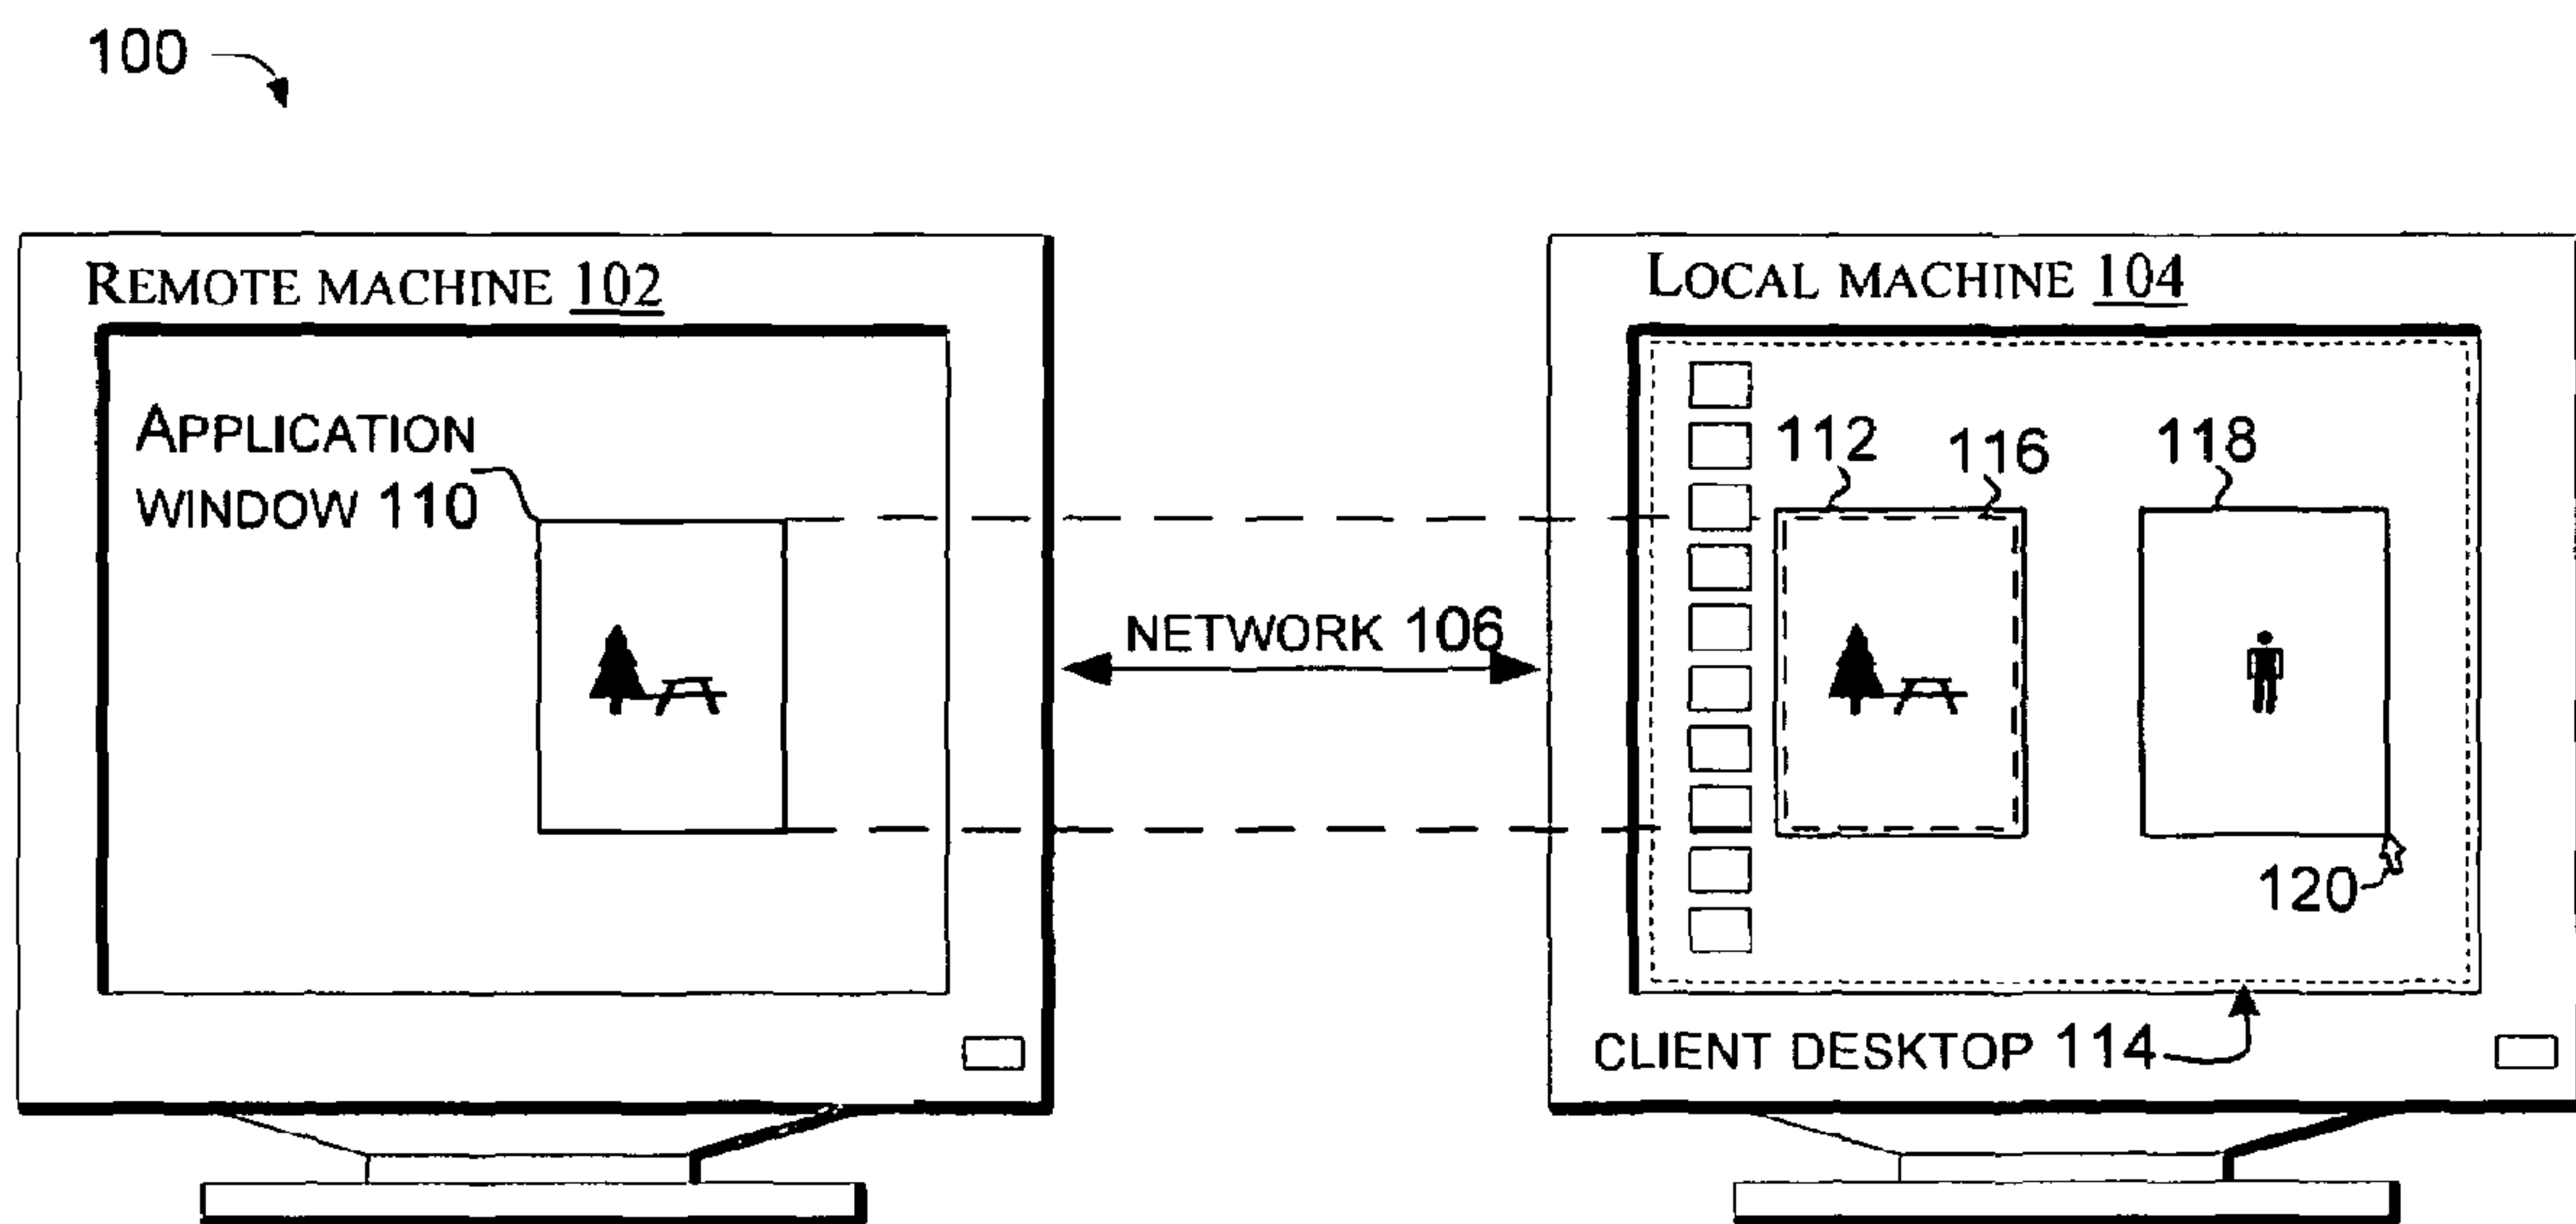 100
REMOTE MACHINE 102
APPLICATION
WINDOW 110
NETWORK 106
LOCAL MACHINE 104
112
116
118
120
CLIENT DESKTOP 114